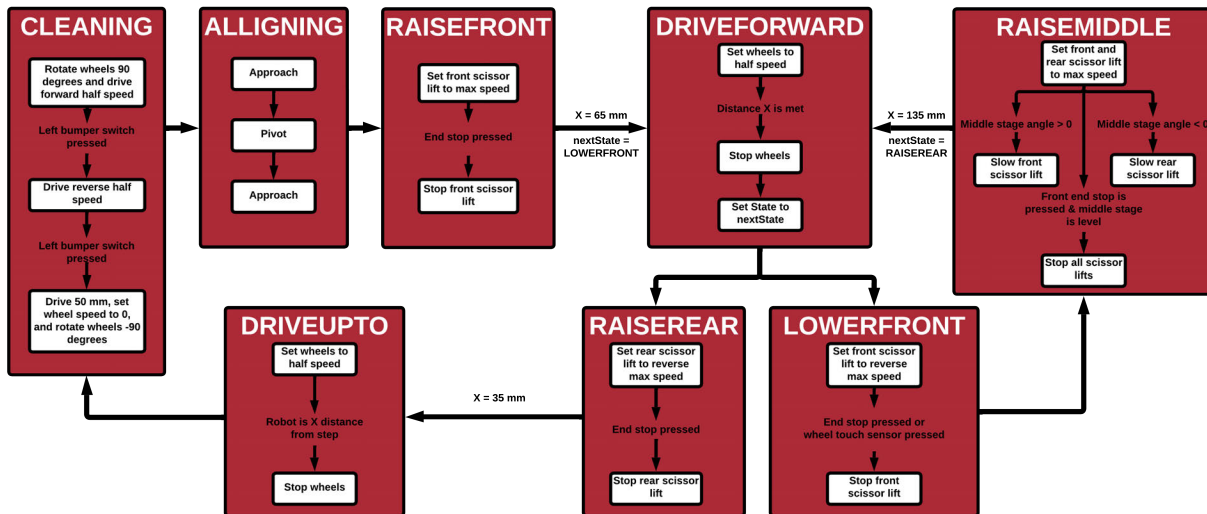 CLEANING
Rotate wheels 90
degrees and drive
forward half speed
Left bumper switch
pressed
Drive reverse half
speed
Left bumper switch
pressed
Drive 50 mm, set
wheel speed to 0,
and rotate wheels -90
degrees
ALLIGNING
Approach
Pivot
Approach
RAISEFRONT
Set front scissor
lift to max speed
End stop pressed
Stop front scissor
lift
X = 65 mm
nextState =
LOWERFRONT
DRIVEFORWARD
Set wheels to
half speed
Distance X is met
Stop wheels
Set State to
nextState
X = 135 mm
nextState =
RAISEREAR
RAISEMIDDLE
Set front and
rear scissor lift
to max speed
Middle stage angle > 0
Middle stage angle < 0
Slow front
scissor lift
Slow rear
scissor lift
Front end stop is
pressed & middle stage
is level
Stop all scissor
lifts
DRIVEUPTO
Set wheels to
half speed
Robot is X distance
from step
Stop wheels
X = 35 mm
RAISEREAR
Set rear scissor
lift to reverse
max speed
End stop pressed
Stop rear scissor
lift
LOWERFRONT
Set front scissor
lift to reverse
max speed
End stop pressed or
wheel touch sensor pressed
Stop front
scissor lift